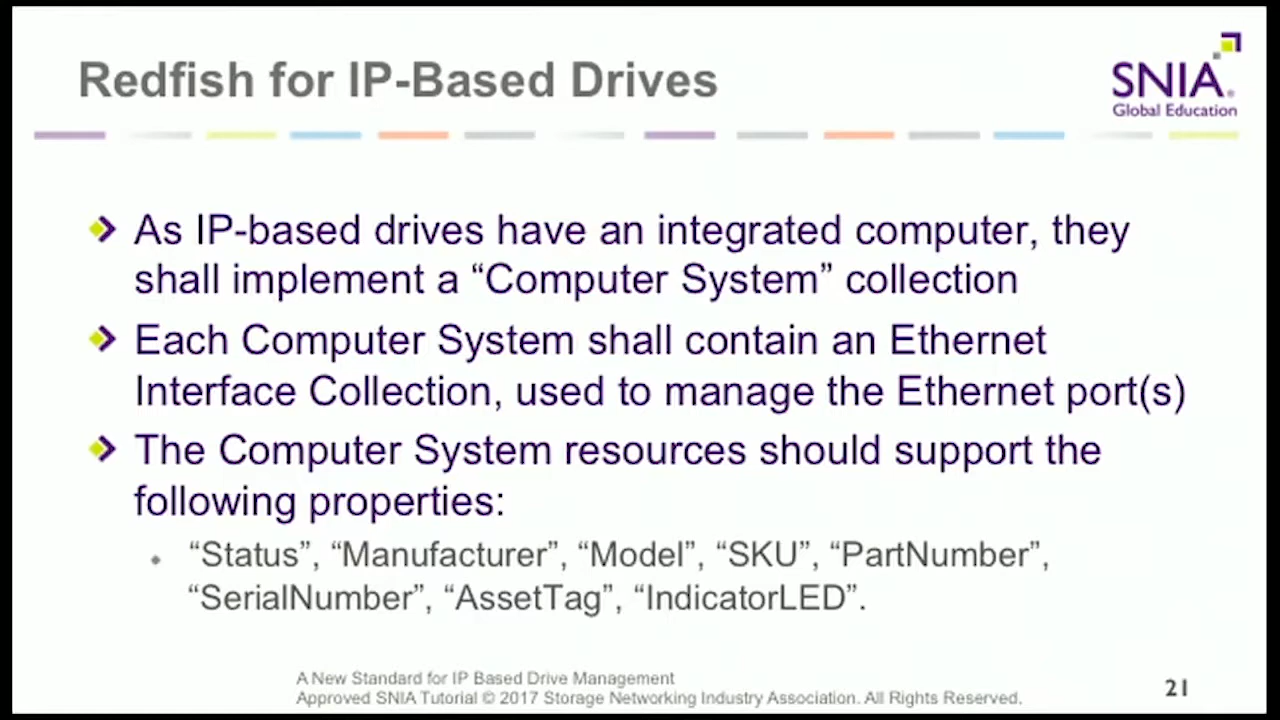 Redfish for IP-Based Drives
SNIA®
Global Education
As IP-based drives have an integrated computer, they
shall implement a “Computer System” collection
Each Computer System shall contain an Ethernet
Interface Collection, used to manage the Ethernet port(s)
The Computer System resources should support the
following properties:
“Status”, “Manufacturer”, “Model”, “SKU”, “PartNumber”,
“SerialNumber”, “AssetTag”, “IndicatorLED”.
A New Standard for IP Based Drive Management
Approved SNIA Tutorial © 2017 Storage Networking Industry Association. All Rights Reserved.
21